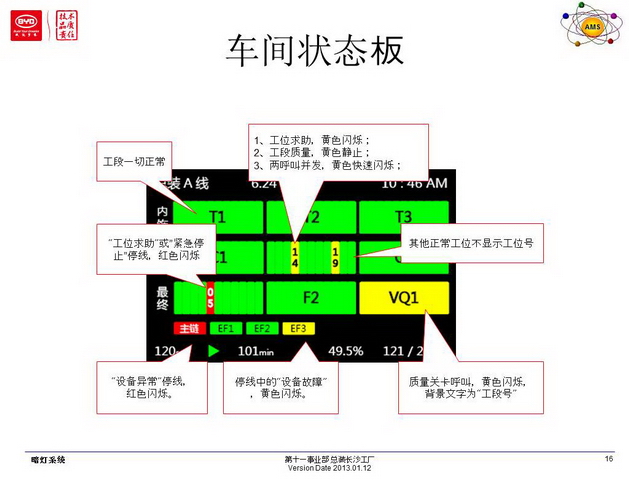 BYD
技术
品质
责任
AMS
车间状态板
1、工位求助，黄色闪烁；
2、工段质量，黄色静止；
3、两呼叫并发，黄色快速闪烁；
工段一切正常
装A线
6.24
10:46 AM
内饰
T1
T2
T3
“工位求助”或“紧急停
止”停线，红色闪烁
C1
14
19
其他正常工位不显示工位号
最终
05
F2
VQ1
主链
EF1
EF2
EF3
120
101min
49.5%
121 / 2
“设备异常”停线，
红色闪烁。
停线中的“设备故障”
，黄色闪烁。
质量关卡呼叫，黄色闪烁，
背景文字为“工段号”
暗灯系统
第十一事业部总装长沙工厂
Version Date 2013.01.12
16